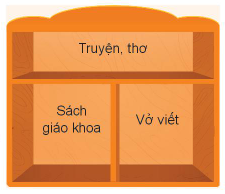 Truyện, thơ
Sách
giáo khoa
Vở viết